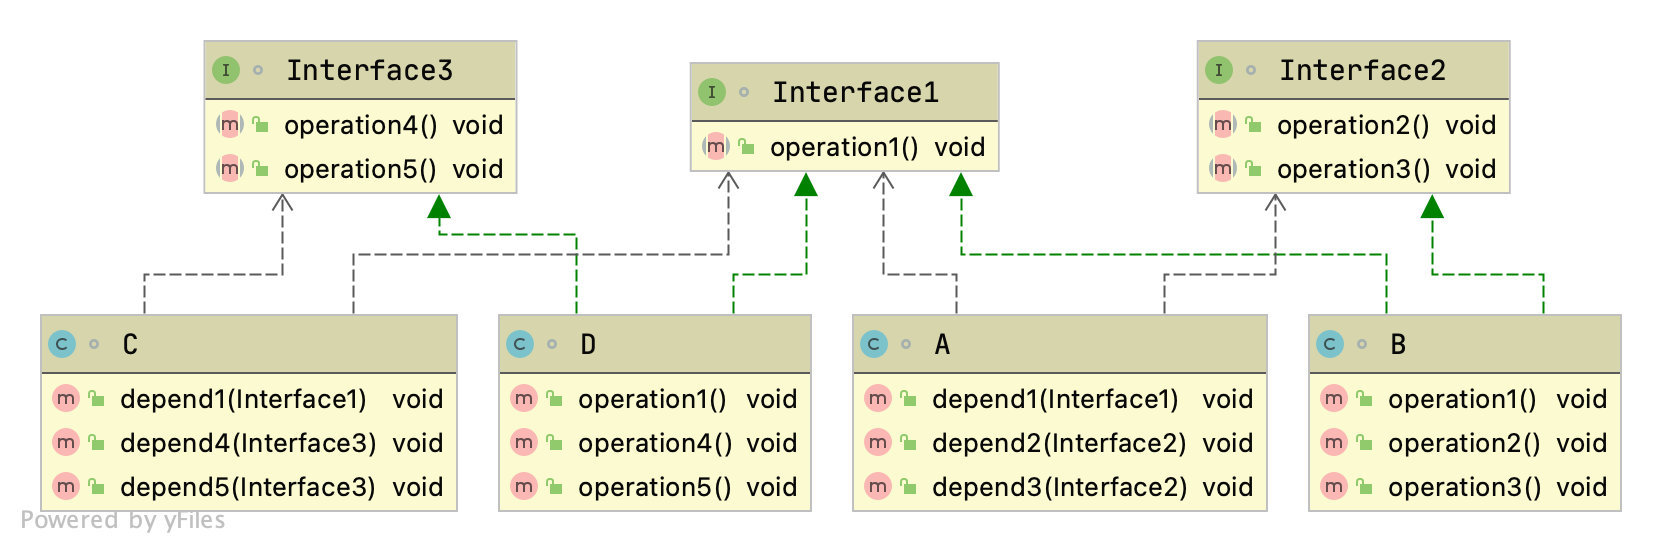 I Interface3
m operation4() void
m operation5() void
I Interface1
m operation1() void
I Interface2
m operation2() void
m operation3() void
C C
m depend1(Interface1) void
m depend4(Interface3) void
m depend5(Interface3) void
C D
m operation1() void
m operation4() void
m operation5() void
C A
m depend1(Interface1) void
m depend2(Interface2) void
m depend3(Interface2) void
C B
m operation1() void
m operation2() void
m operation3() void
Powered by yFiles